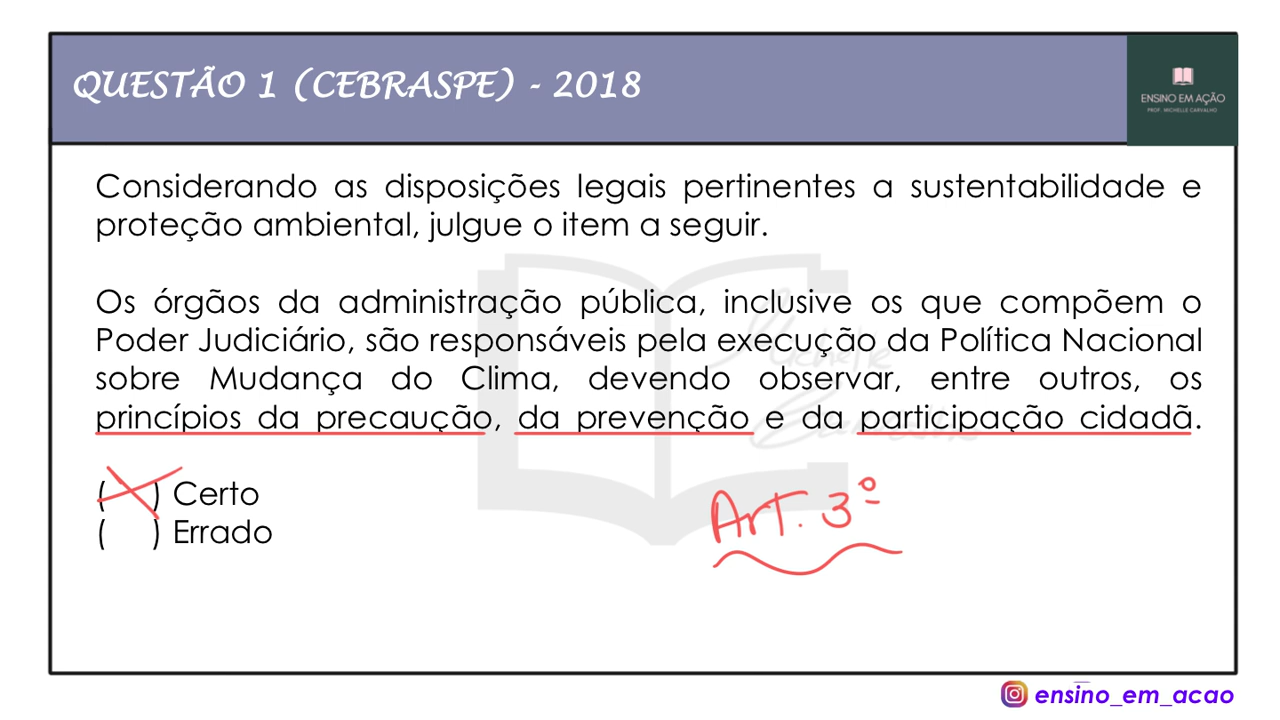 QUESTÃO 1 (CEBRASPE) - 2018
ENSINO EM AÇÃO
PROF. MICHELLE CARVALHO
Considerando as disposições legais pertinentes a sustentabilidade e
proteção ambiental, julgue o item a seguir.
Os órgãos da administração pública, inclusive os que compõem o
Poder Judiciário, são responsáveis pela execução da Política Nacional
sobre Mudança do Clima, devendo observar, entre outros, os
princípios da precaução, da prevenção e da participação cidadã.
( X ) Certo
( ) Errado
Art. 3º
ensino_em_acao